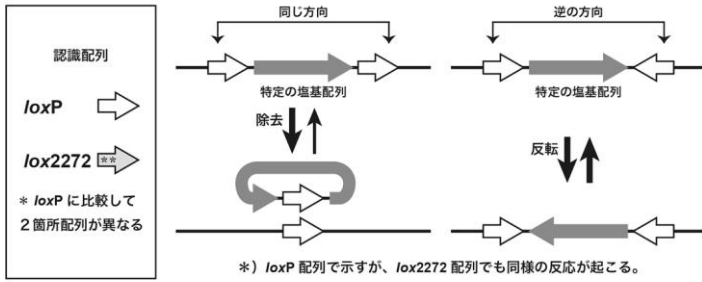 認識配列
loxP
lox2272 **
* loxP に比較して
2箇所配列が異なる
同じ方向
特定の塩基配列
除去
逆の方向
特定の塩基配列
反転
*)loxP 配列で示すが、lox2272 配列でも同様の反応が起こる。